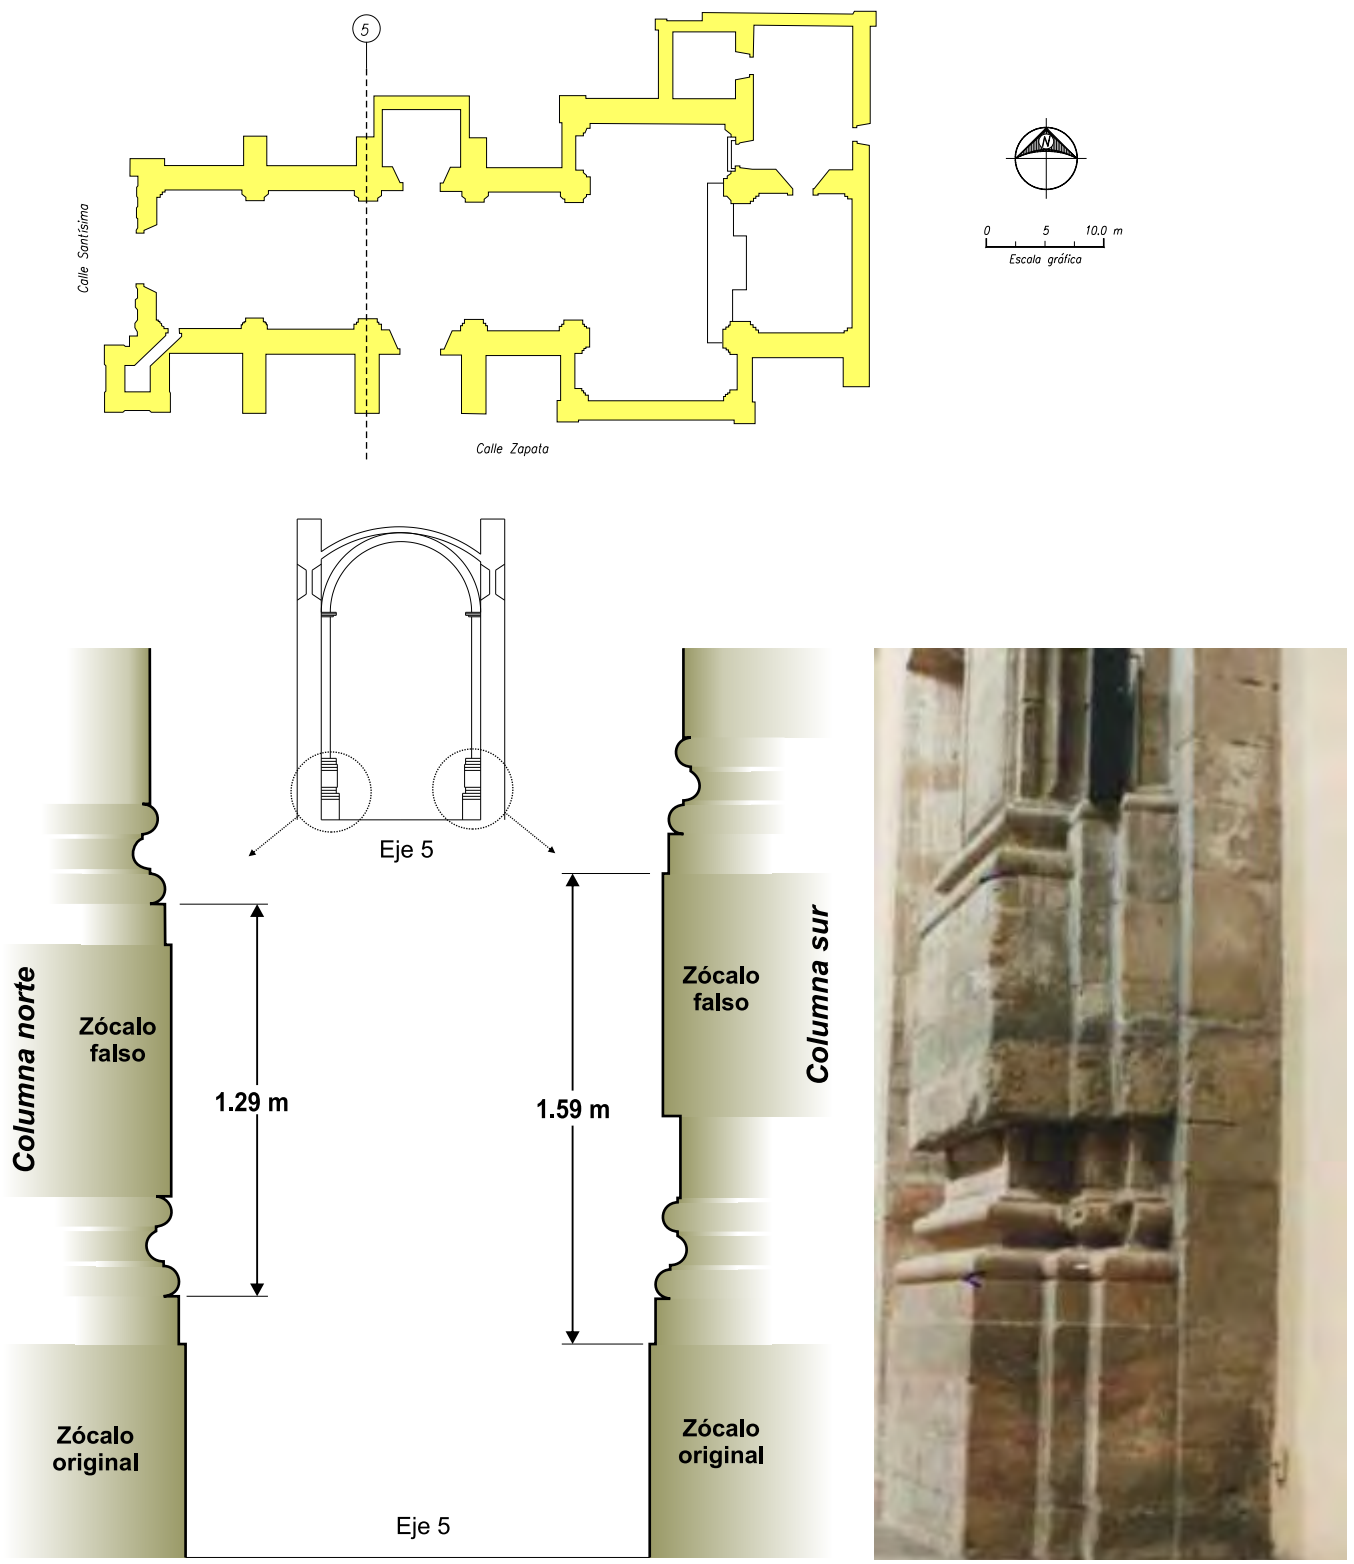 5
N
0 5 10.0 m
Escala gráfica
Calle Santísima
Calle Zapata
Eje 5
Columna norte
Zócalo
falso
1.29 m
1.59 m
Zócalo
falso
Columna sur
Zócalo
original
Zócalo
original
Eje 5